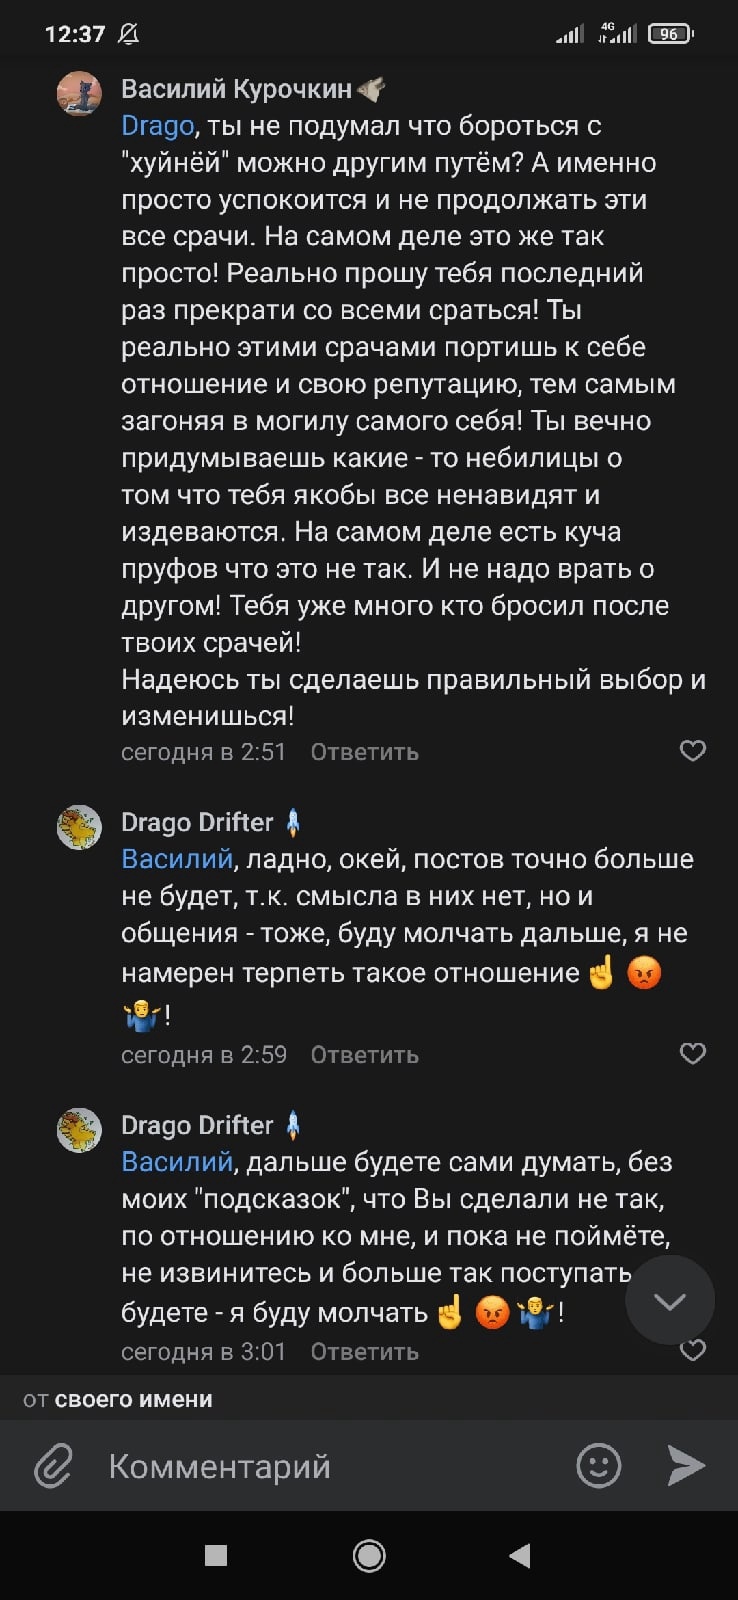 12:37
4G
96
Василий Курочкин
Drago, ты не подумал что бороться с
"хуйнёй" можно другим путём? А именно
просто успокоится и не продолжать эти
все срачи. На самом деле это же так
просто! Реально прошу тебя последний
раз прекрати со всеми сраться! Ты
реально этими срачами портишь к себе
отношение и свою репутацию, тем самым
загоняя в могилу самого себя! Ты вечно
придумываешь какие - то небилицы о
том что тебя якобы все ненавидят и
издеваются. На самом деле есть куча
пруфов что это не так. И не надо врать о
другом! Тебя уже много кто бросил после
твоих срачей!
Надеюсь ты сделаешь правильный выбор и
изменишься!
сегодня в 2:51 Ответить
Drago Drifter
Василий, ладно, окей, постов точно больше
не будет, т.к. смысла в них нет, но и
общения - тоже, буду молчать дальше, я не
намерен терпеть такое отношение☝😡
🤷‍♂️!
сегодня в 2:59 Ответить
Drago Drifter
Василий, дальше будете сами думать, без
моих "подсказок", что Вы сделали не так,
по отношению ко мне, и пока не поймёте,
не извинитесь и больше так поступать
будете - я буду молчать☝😡🤷‍♂️!
сегодня в 3:01 Ответить
от своего имени
Комментарий